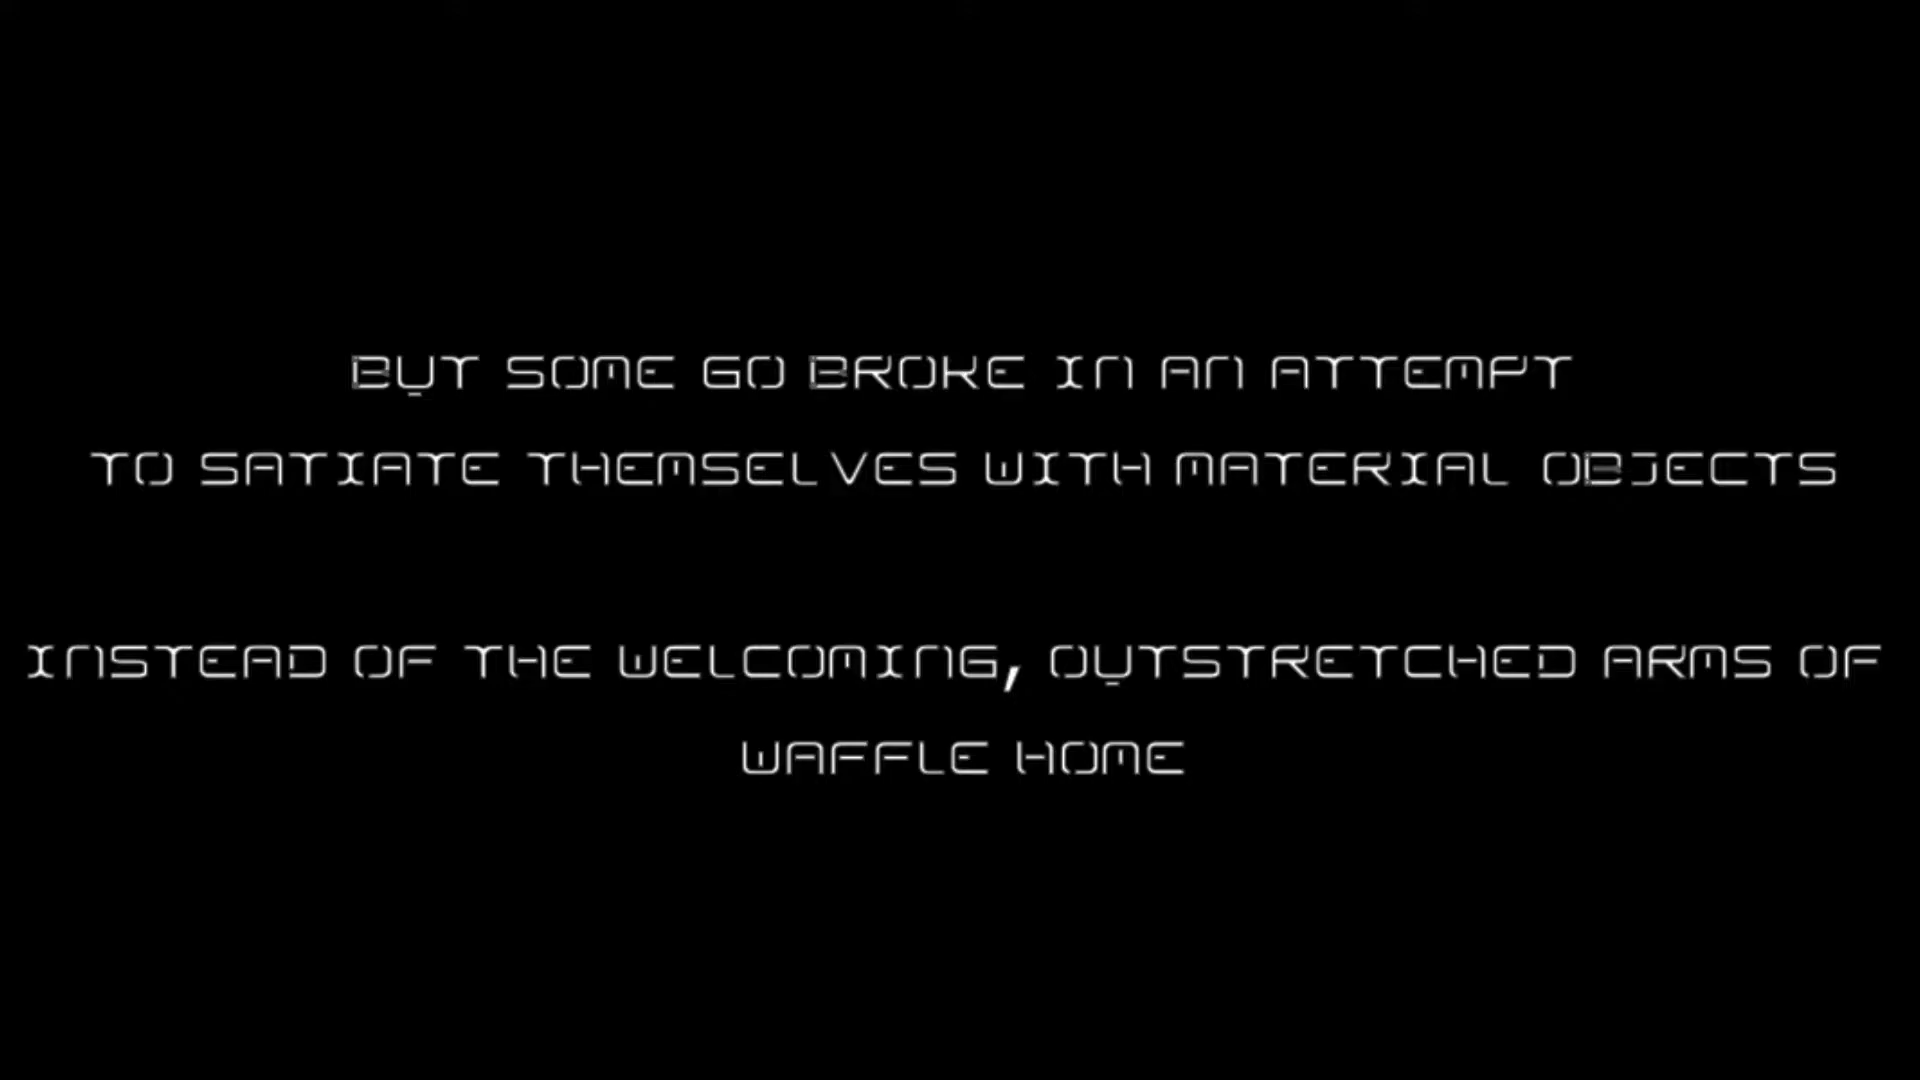 BUT SOME GO BROKE IN AN ATTEMPT
TO SATIATE THEMSELVES WITH MATERIAL OBJECTS
INSTEAD OF THE WELCOMING, OUTSTRETCHED ARMS OF
WAFFLE HOME